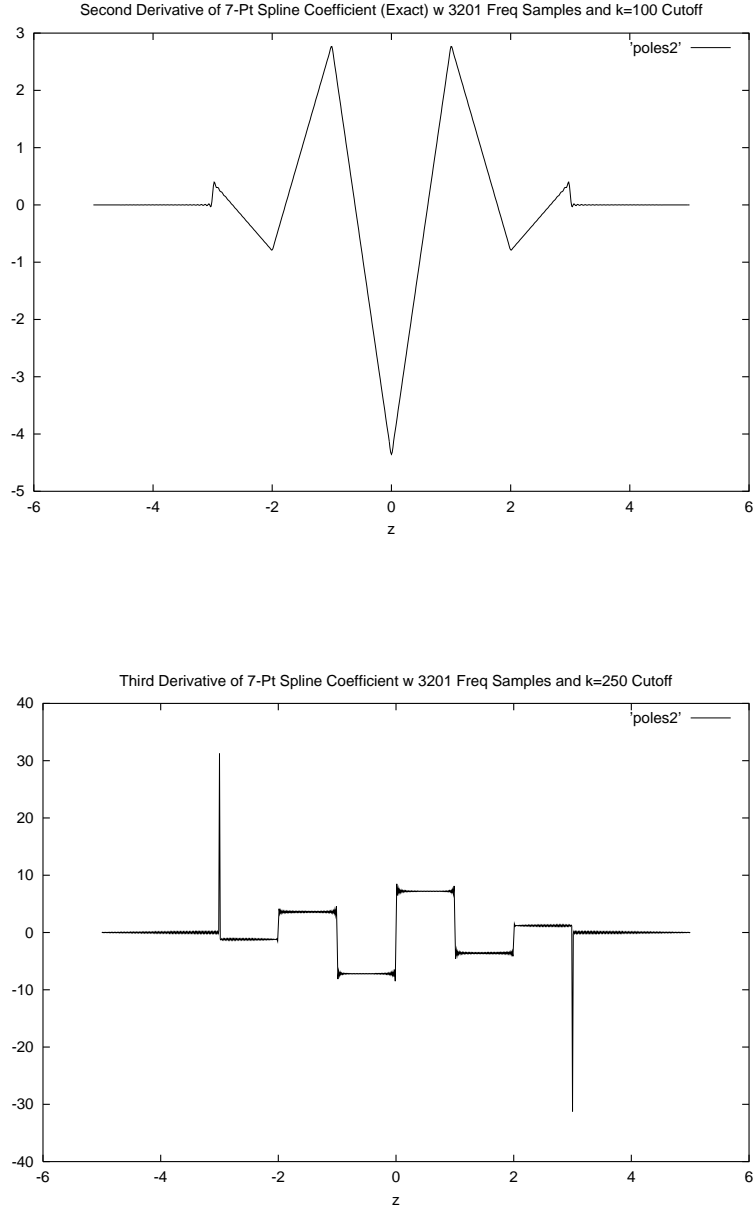 Second Derivative of 7-Pt Spline Coefficient (Exact) w 3201 Freq Samples and k=100 Cutoff
3
'poles2'
2
1
0
-1
-2
-3
-4
-5
-6 -4 -2 0 2 4 6
z
Third Derivative of 7-Pt Spline Coefficient w 3201 Freq Samples and k=250 Cutoff
40
'poles2'
30
20
10
0
-10
-20
-30
-40
-6 -4 -2 0 2 4 6
z